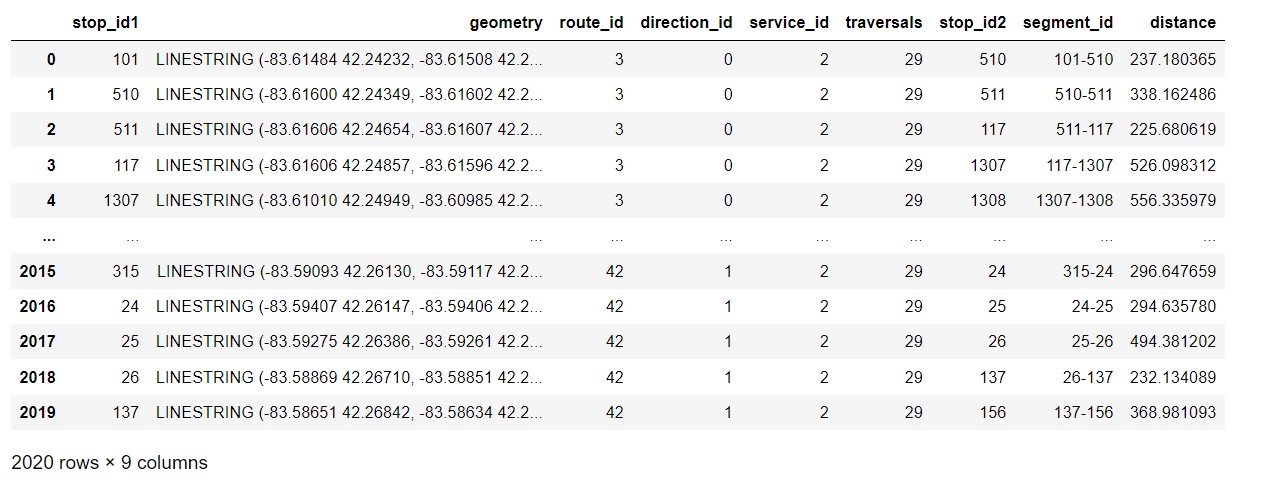 stop_id1 geometry route_id direction_id service_id traversals stop_id2 segment_id distance
0 101 LINESTRING (-83.61484 42.24232, -83.61508 42.2... 3 0 2 29 510 101-510 237.180365
1 510 LINESTRING (-83.61600 42.24349, -83.61602 42.2... 3 0 2 29 511 510-511 338.162486
2 511 LINESTRING (-83.61606 42.24654, -83.61607 42.2... 3 0 2 29 117 511-117 225.680619
3 117 LINESTRING (-83.61606 42.24857, -83.61596 42.2... 3 0 2 29 1307 117-1307 526.098312
4 1307 LINESTRING (-83.61010 42.24949, -83.60985 42.2... 3 0 2 29 1308 1307-1308 556.335979
... ... ... ... ... ... ... ... ... ...
2015 315 LINESTRING (-83.59093 42.26130, -83.59117 42.2... 42 1 2 29 24 315-24 296.647659
2016 24 LINESTRING (-83.59407 42.26147, -83.59406 42.2... 42 1 2 29 25 24-25 294.635780
2017 25 LINESTRING (-83.59275 42.26386, -83.59261 42.2... 42 1 2 29 26 25-26 494.381202
2018 26 LINESTRING (-83.58869 42.26710, -83.58851 42.2... 42 1 2 29 137 26-137 232.134089
2019 137 LINESTRING (-83.58651 42.26842, -83.58634 42.2... 42 1 2 29 156 137-156 368.981093
2020 rows × 9 columns